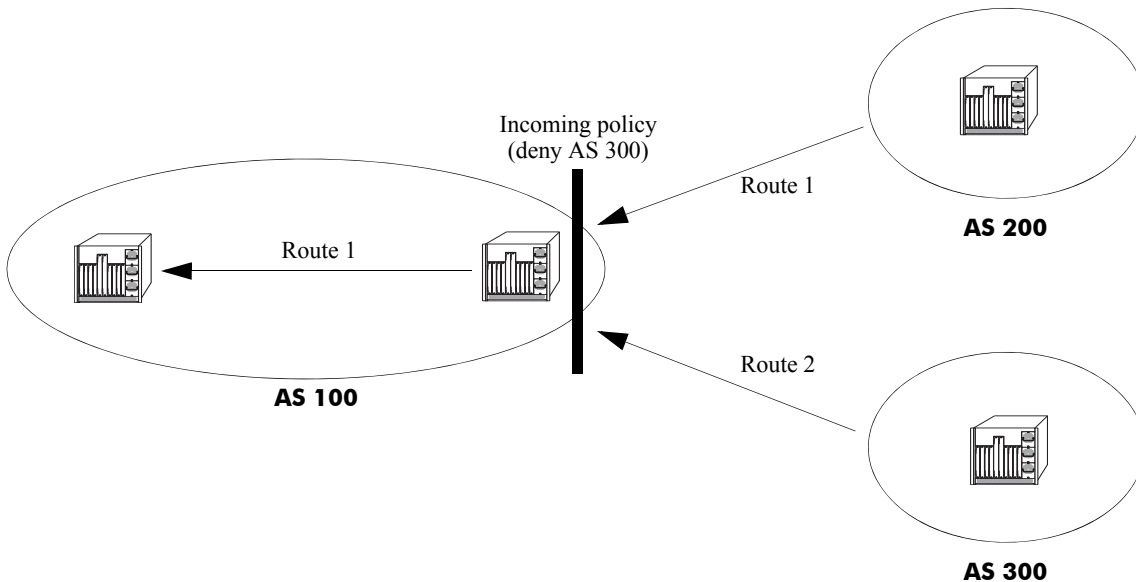 Incoming policy
(deny AS 300)
Route 1
AS 200
Route 1
AS 100
Route 2
AS 300